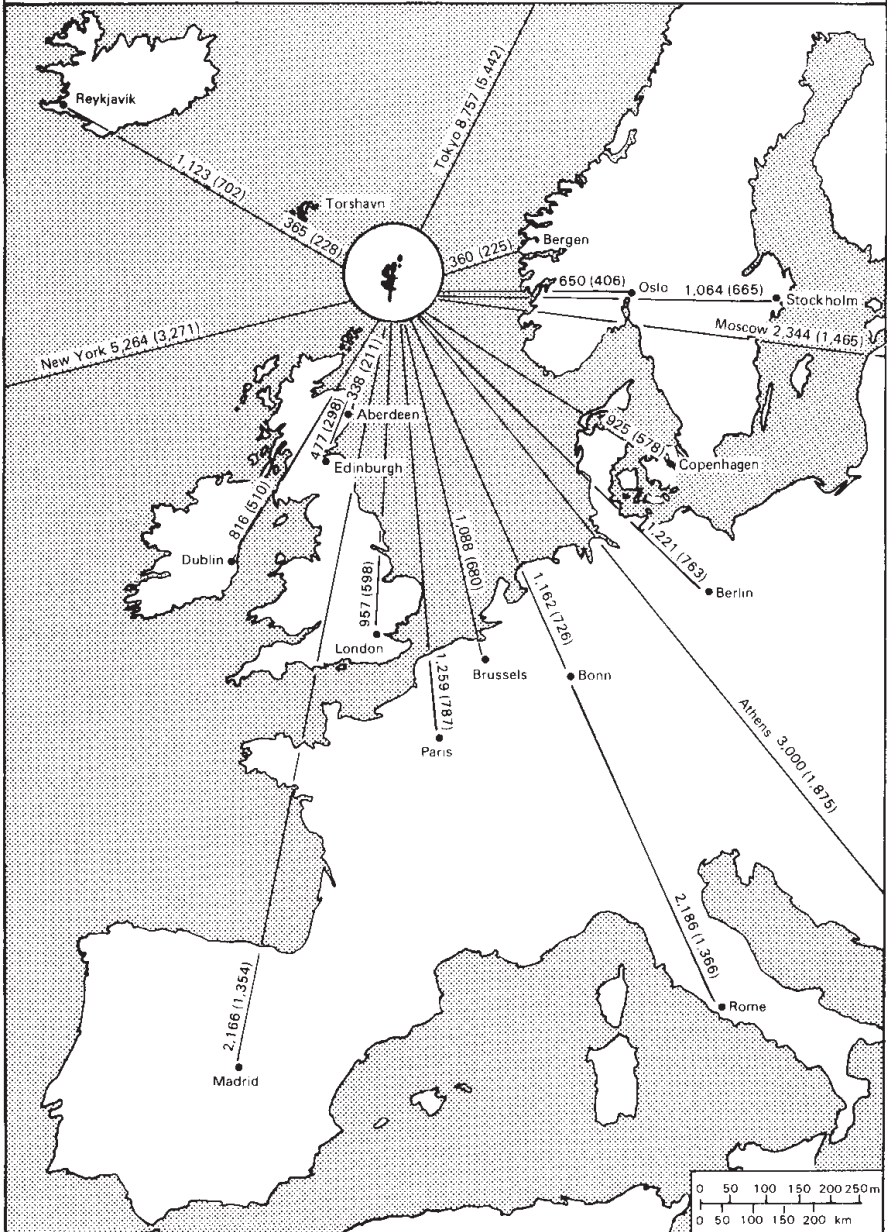 Tokyo 8,757 (5,442)
Reykjavík
1,123 (702)
Torshavn
365 (228)
Bergen
360 (225)
650 (406)
Oslo
1,064 (665)
Stockholm
Moscow 2,344 (1,465)
New York 5,264 (3,271)
338 (211)
Aberdeen
477 (298)
Edinburgh
925 (578)
Copenhagen
816 (510)
Dublin
1,088 (680)
1,221 (763)
Berlin
957 (598)
London
1,162 (726)
Brussels
Bonn
1,259 (787)
Paris
Athens 3,000 (1,875)
2,186 (1,366)
Rome
2,166 (1,354)
Madrid
0 50 100 150 200 250 m
0 50 100 150 200 km